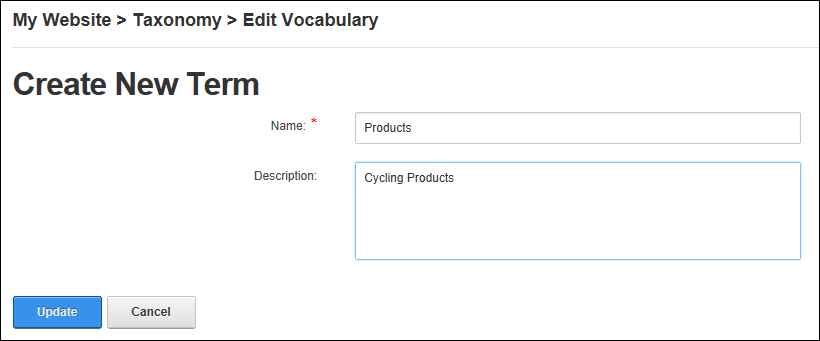 My Website > Taxonomy > Edit Vocabulary
Create New Term
Name: *
Products
Description:
Cycling Products
Update
Cancel